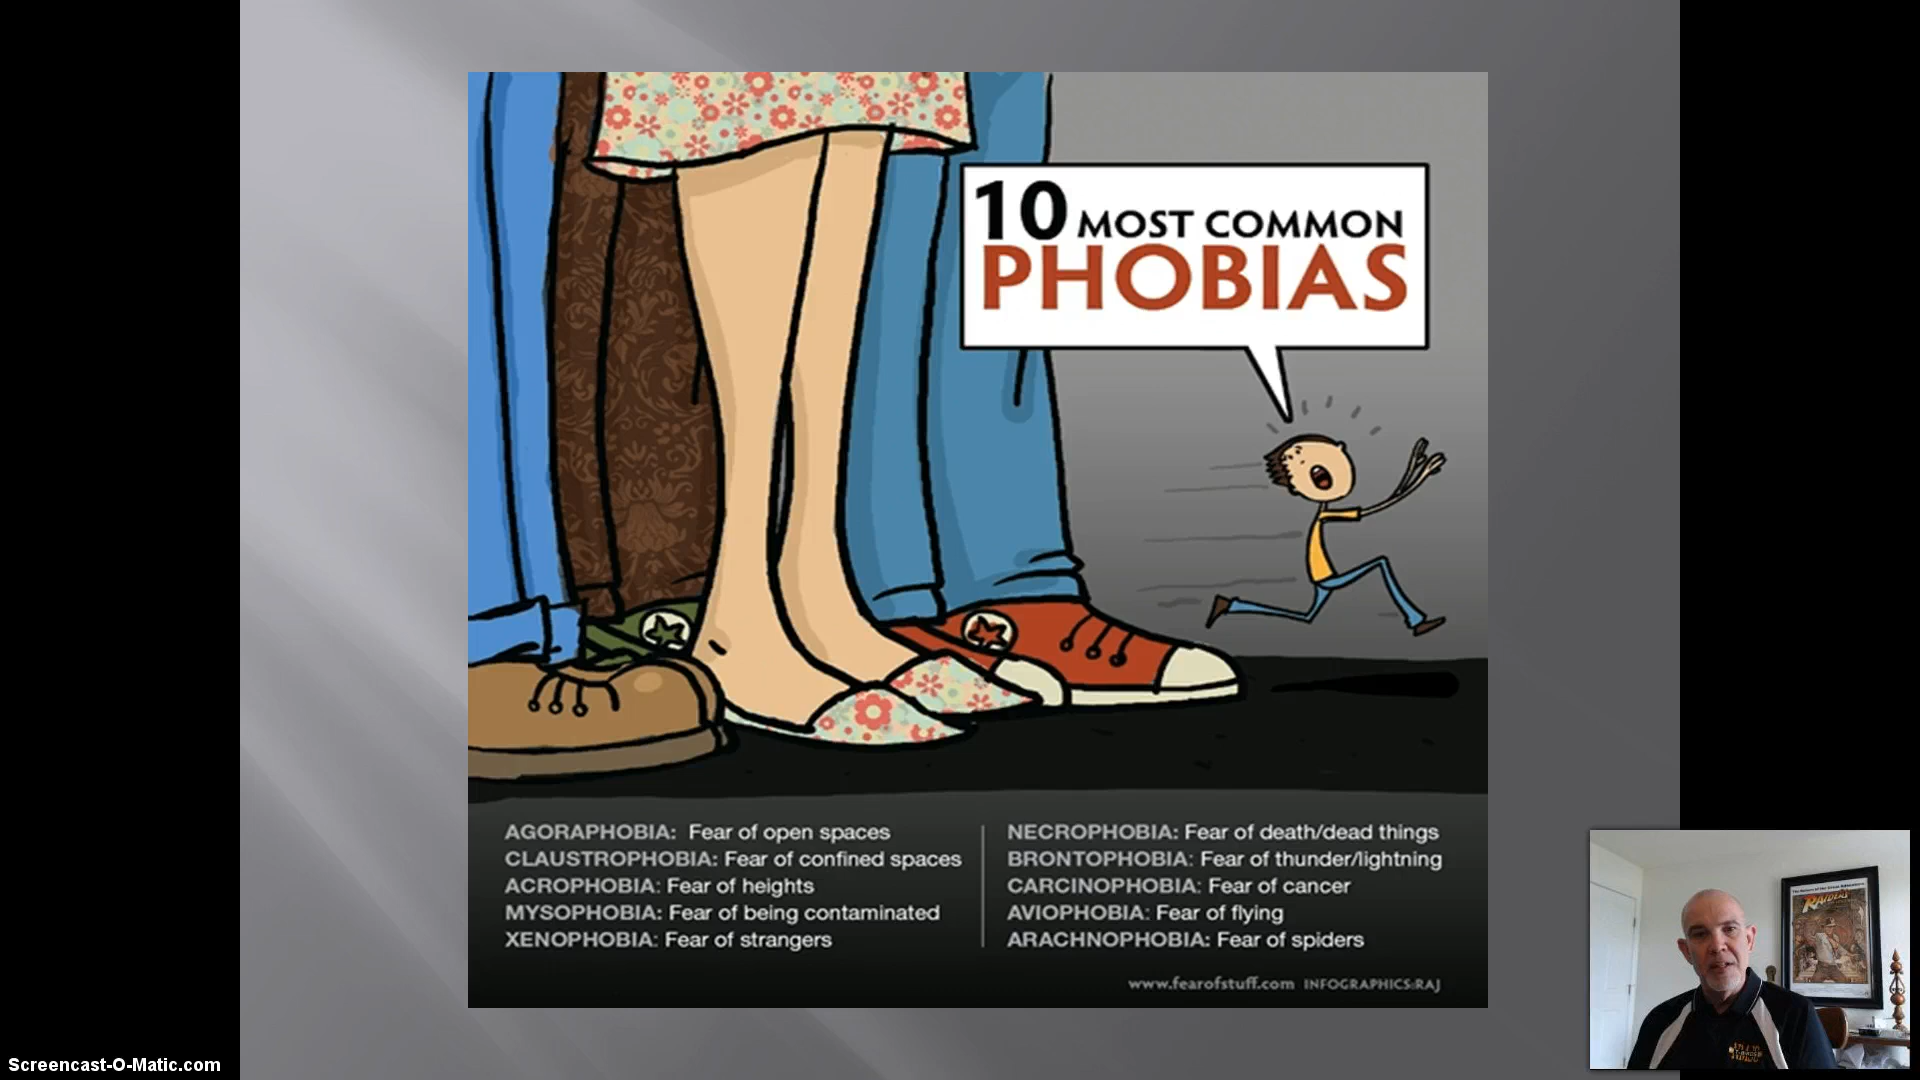 10 MOST COMMON
PHOBIAS
AGORAPHOBIA: Fear of open spaces
CLAUSTROPHOBIA: Fear of confined spaces
ACROPHOBIA: Fear of heights
MYSOPHOBIA: Fear of being contaminated
XENOPHOBIA: Fear of strangers
NECROPHOBIA: Fear of death/dead things
BRONTOPHOBIA: Fear of thunder/lightning
CARCINOPHOBIA: Fear of cancer
AVIOPHOBIA: Fear of flying
ARACHNOPHOBIA: Fear of spiders
www.fearofstuff.com INFOGRAPHICS:RAJ
RAIDERS
Screencast-O-Matic.com